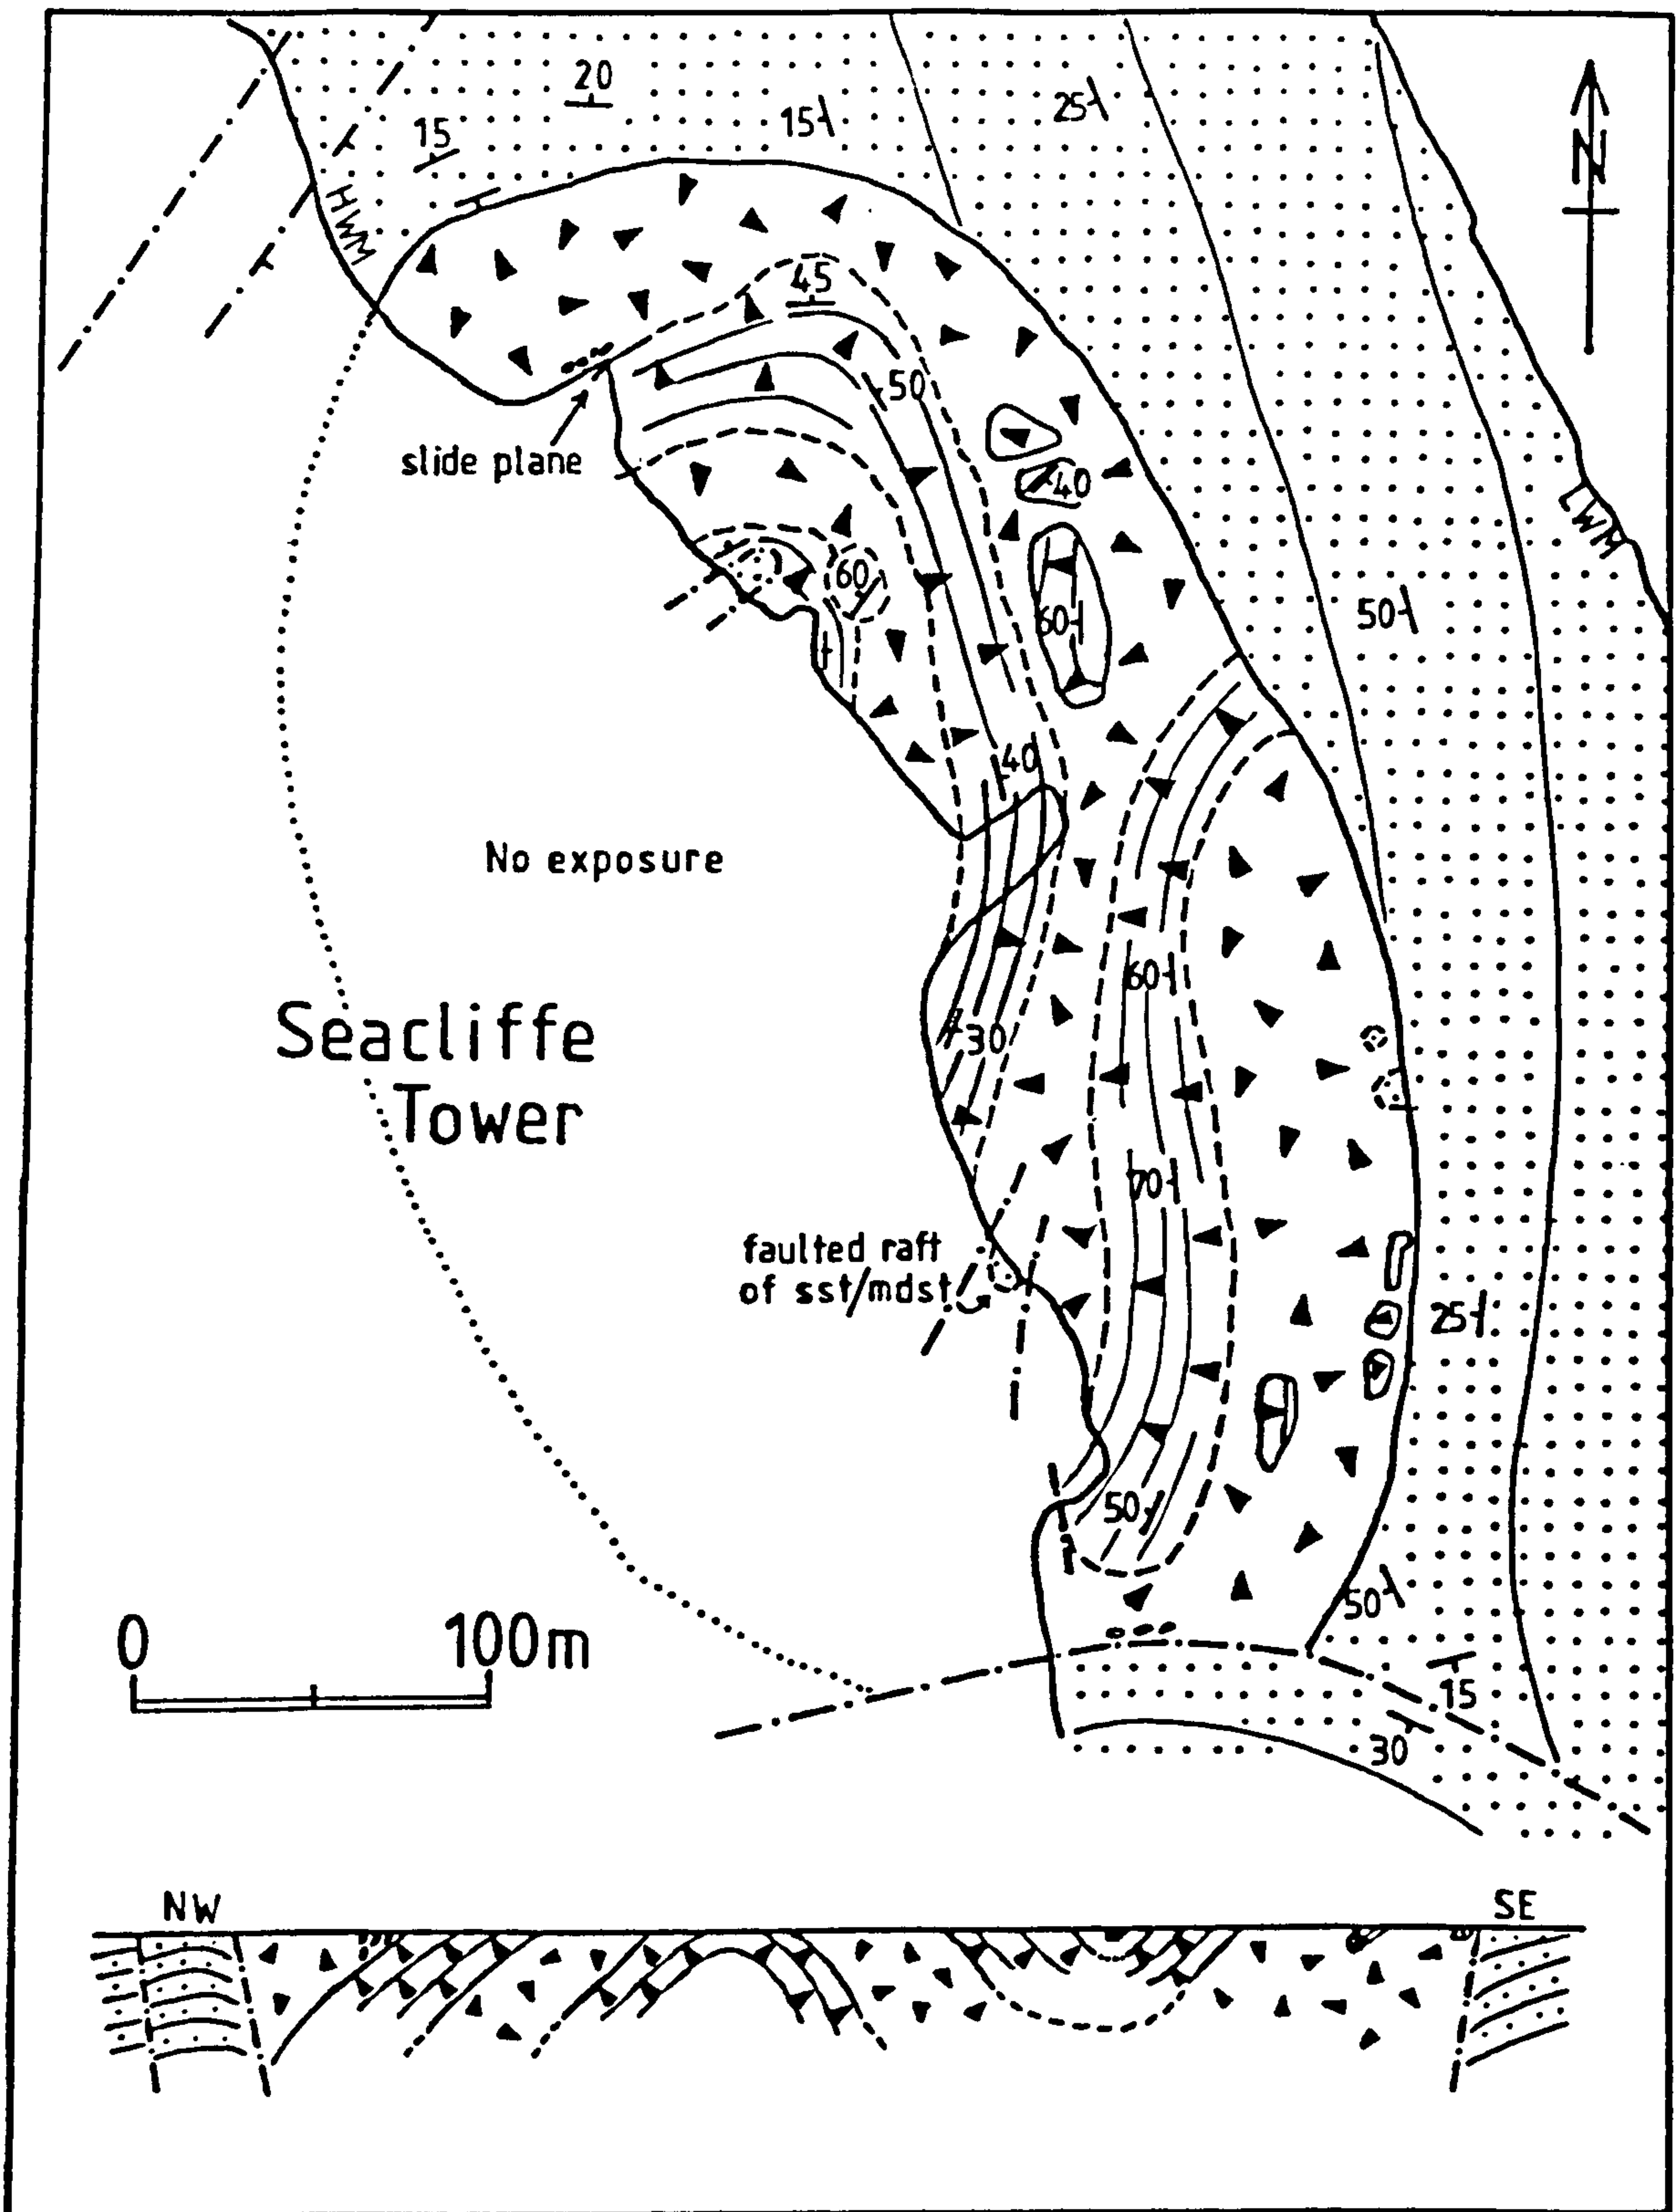 20
15
15
25
N
HWM
45
50
slide plane
40
LWM
60
60
50
40
No exposure
60
Seacliffe
Tower
30
70
faulted raft
of sst/mdst
25
50
50
0 100m
15
30
NW SE